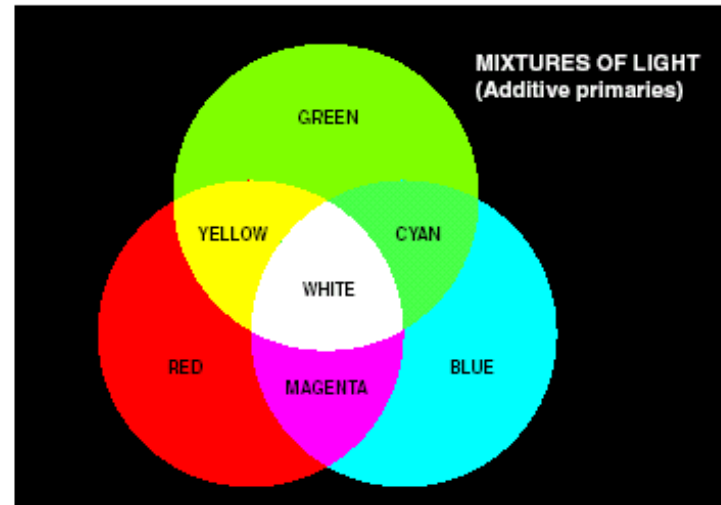 MIXTURES OF LIGHT
(Additive primaries)
GREEN
YELLOW
CYAN
WHITE
RED
BLUE
MAGENTA